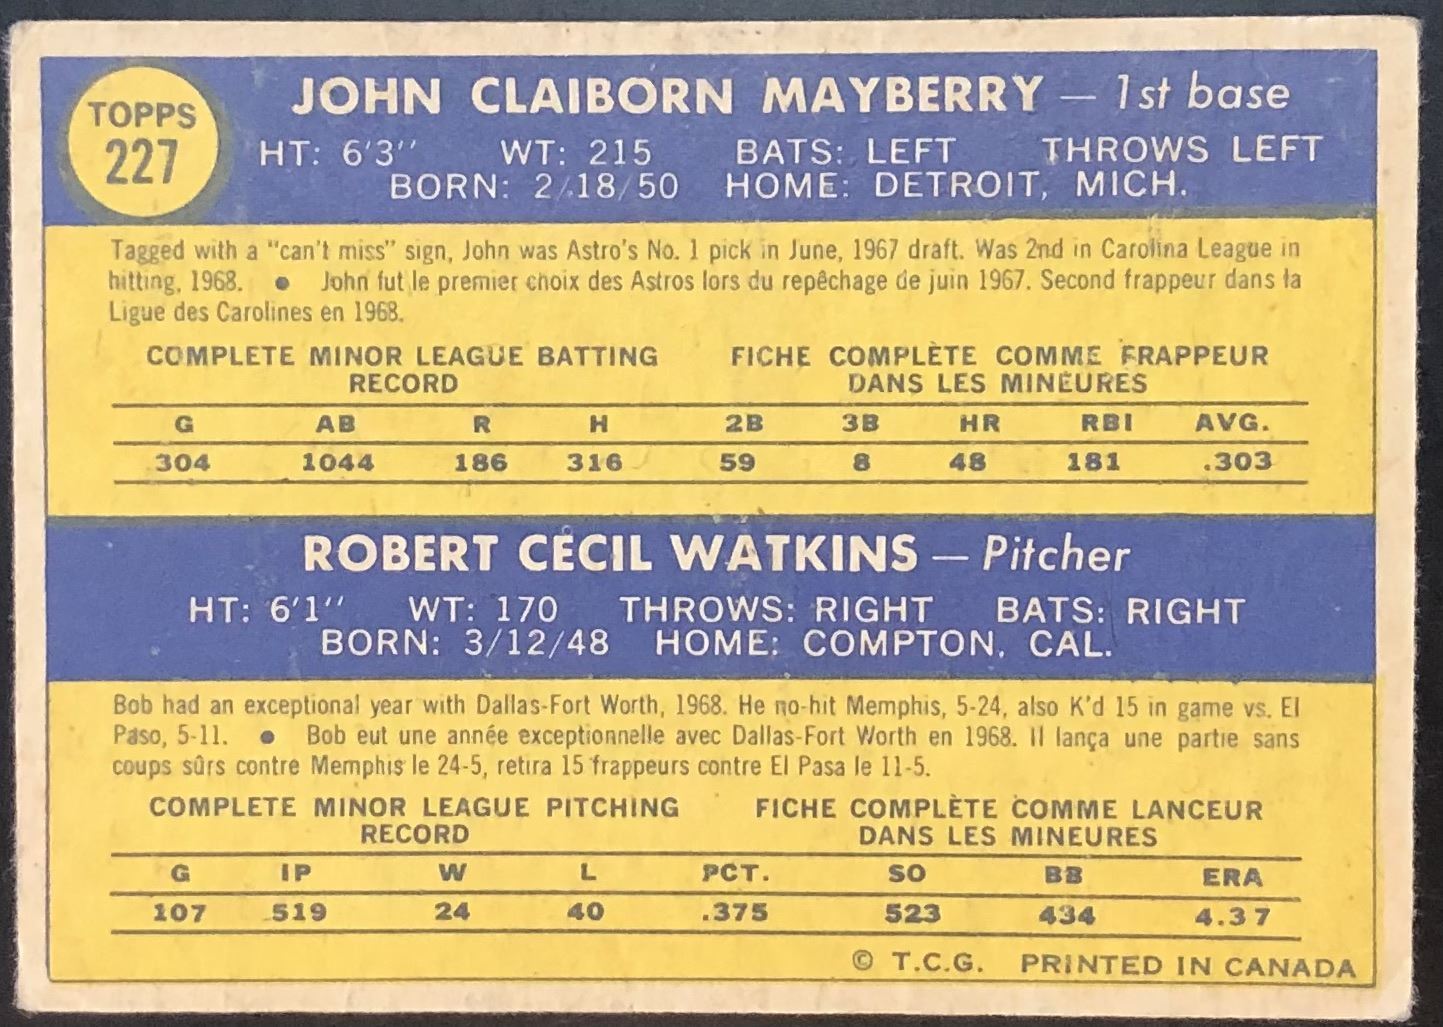 TOPPS
227
JOHN CLAIBORN MAYBERRY — 1st base
HT: 6'3'' WT: 215 BATS: LEFT THROWS LEFT
BORN: 2/18/50 HOME: DETROIT, MICH.
Tagged with a "can't miss" sign, John was Astro's No. 1 pick in June, 1967 draft. Was 2nd in Carolina League in
hitting, 1968. ● John fut le premier choix des Astros lors du repêchage de juin 1967. Second frappeur dans la
Ligue des Carolines en 1968.
COMPLETE MINOR LEAGUE BATTING FICHE COMPLÈTE COMME FRAPPEUR
RECORD DANS LES MINEURES
G AB R H 2B 3B HR RBI AVG.
304 1044 186 316 59 8 48 181 .303
ROBERT CECIL WATKINS — Pitcher
HT: 6'1'' WT: 170 THROWS: RIGHT BATS: RIGHT
BORN: 3/12/48 HOME: COMPTON, CAL.
Bob had an exceptional year with Dallas-Fort Worth, 1968. He no-hit Memphis, 5-24, also K'd 15 in game vs. El
Paso, 5-11. ● Bob eut une année exceptionnelle avec Dallas-Fort Worth en 1968. Il lança une partie sans
coups sûrs contre Memphis le 24-5, retira 15 frappeurs contre El Pasa le 11-5.
COMPLETE MINOR LEAGUE PITCHING FICHE COMPLÈTE COMME LANCEUR
RECORD DANS LES MINEURES
G IP W L PCT. SO BB ERA
107 519 24 40 .375 523 434 4.37
© T.C.G. PRINTED IN CANADA